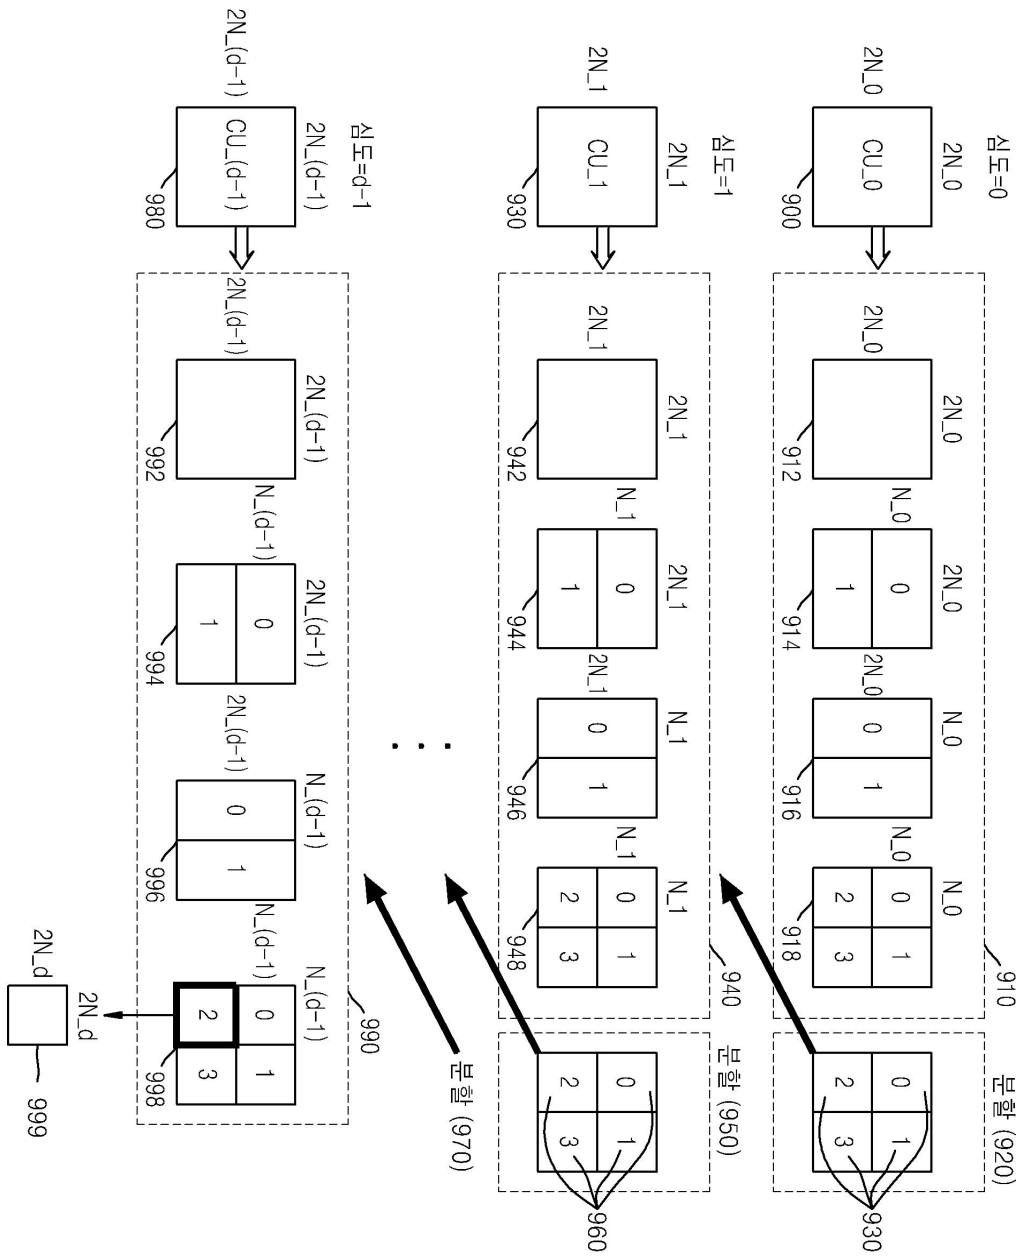 심도=0
2N_0
2N_0
CU_0
900
910
2N_0
2N_0
912
2N_0
N_0
0
1
914
N_0
2N_0
0 1
916
N_0
N_0
0 1
2 3
918
분할 (920)
0 1
2 3
930
심도=1
2N_1
2N_1
CU_1
930
940
2N_1
2N_1
942
2N_1
N_1
0
1
944
N_1
2N_1
0 1
946
N_1
N_1
0 1
2 3
948
분할 (950)
0 1
2 3
960
...
분할 (970)
심도=d-1
2N_(d-1)
2N_(d-1)
CU_(d-1)
980
990
2N_(d-1)
2N_(d-1)
992
2N_(d-1)
N_(d-1)
0
1
994
N_(d-1)
2N_(d-1)
0 1
996
N_(d-1)
N_(d-1)
0 1
2 3
998
2N_d
2N_d
999